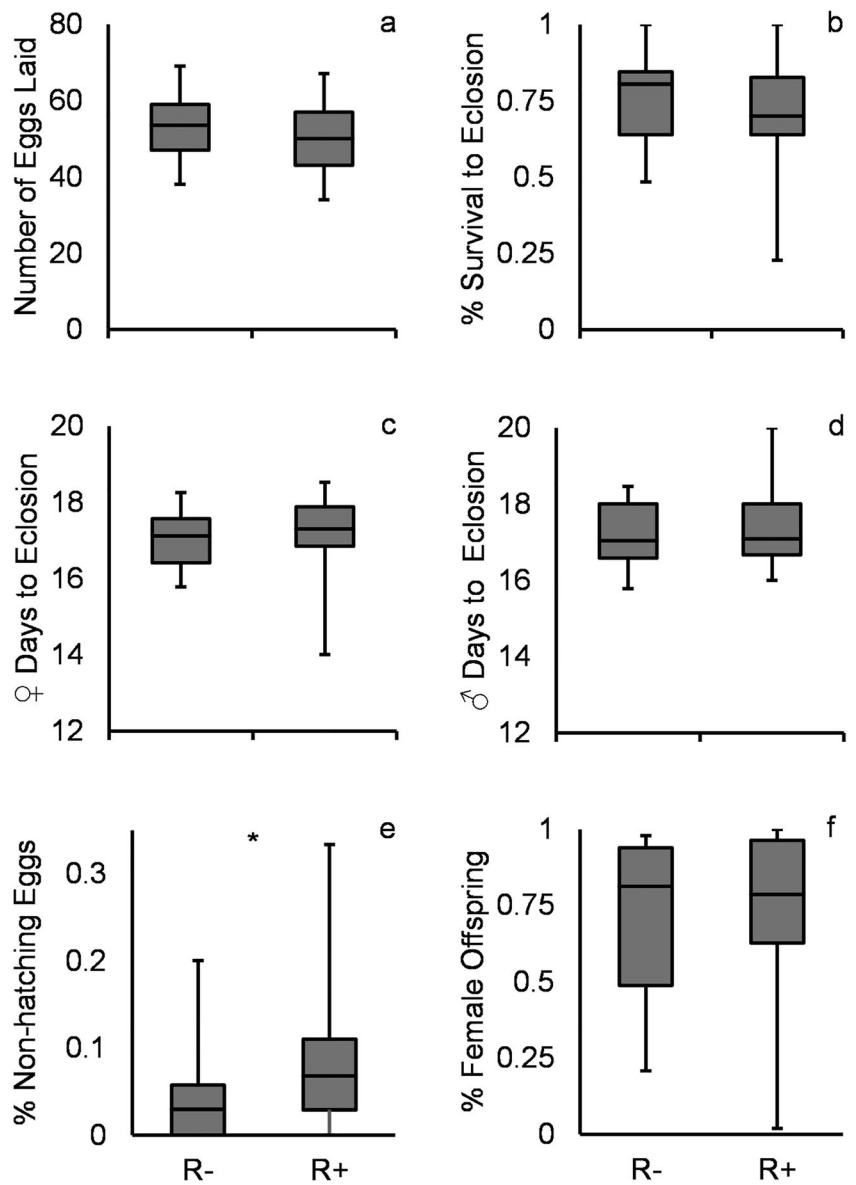 a
Number of Eggs Laid
80
60
40
20
0
b
% Survival to Eclosion
1
0.75
0.5
0.25
0
c
♀ Days to Eclosion
20
18
16
14
12
d
♂ Days to Eclosion
20
18
16
14
12
e
*
% Non-hatching Eggs
0.3
0.2
0.1
0
R-
R+
f
% Female Offspring
1
0.75
0.5
0.25
0
R-
R+